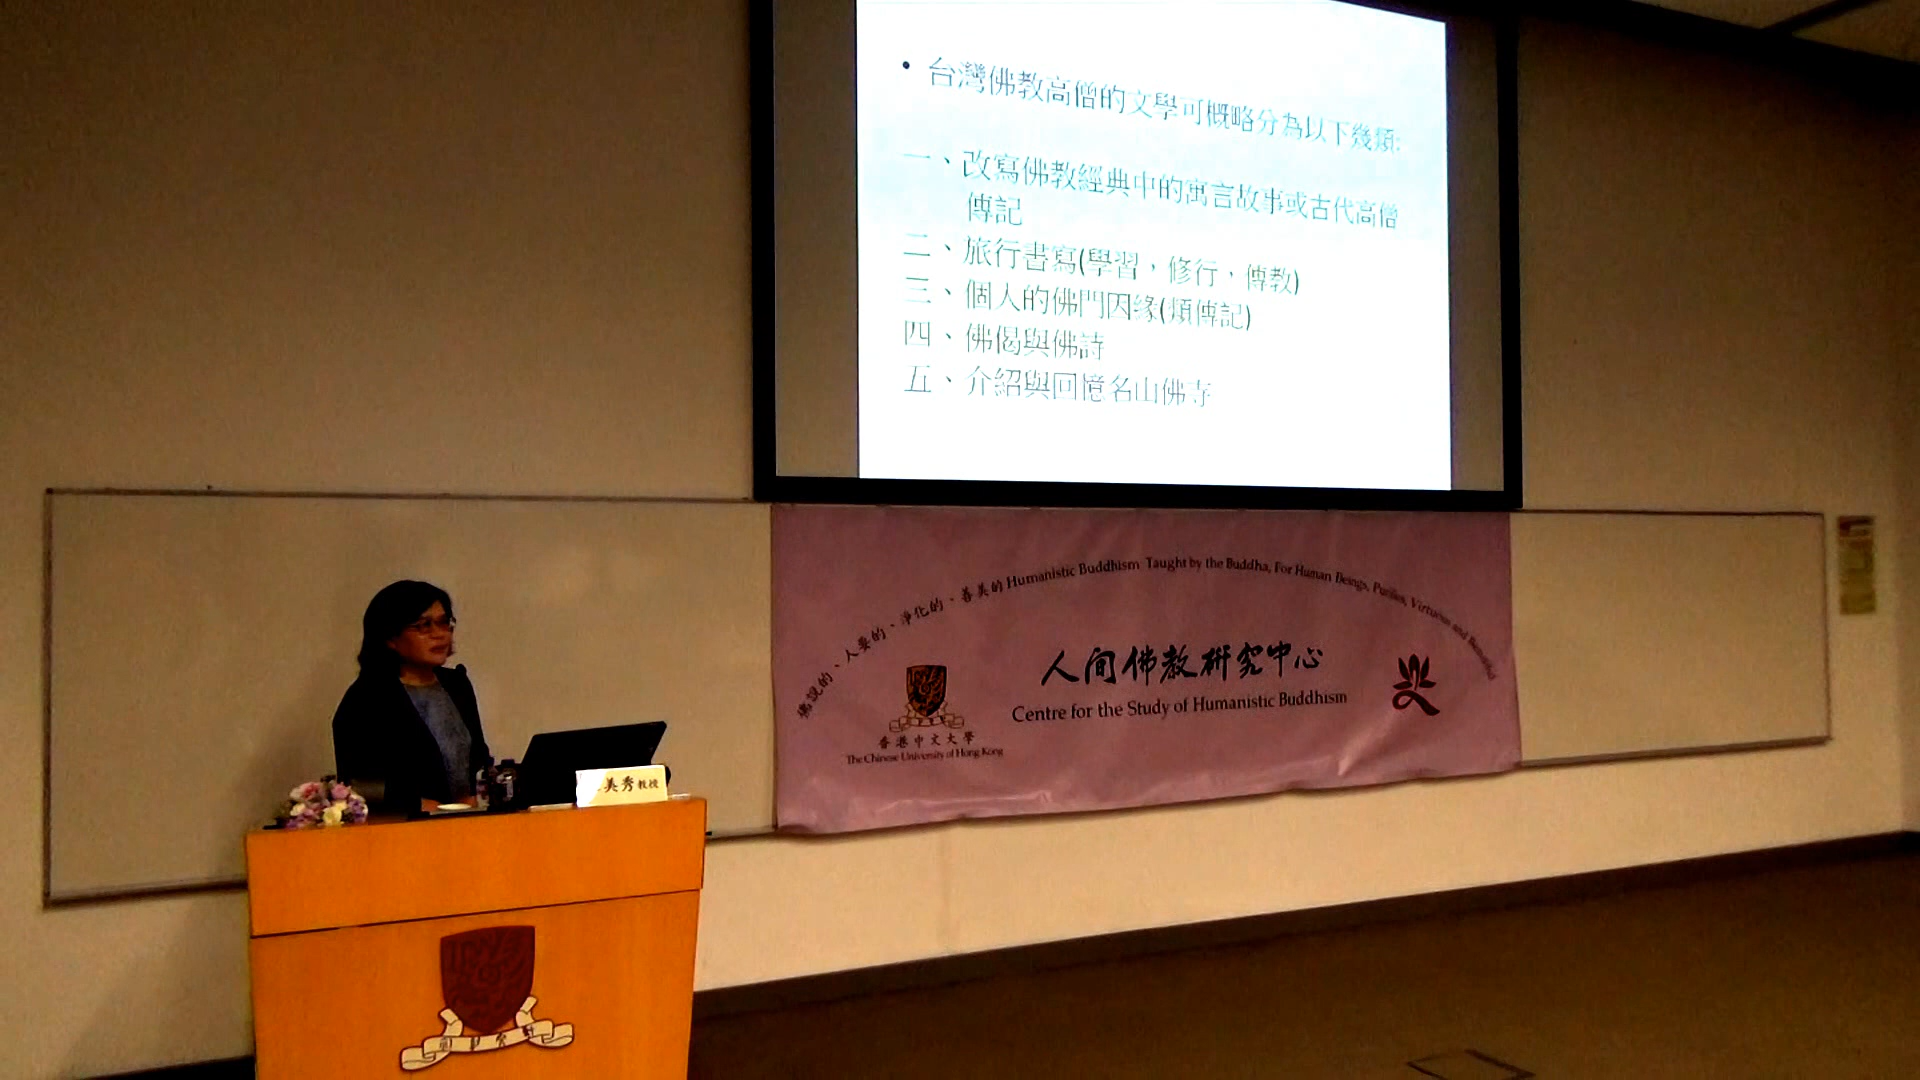 • 台灣佛教高僧的文學可概略分為以下幾類:
一、改寫佛教經典中的寓言故事或古代高僧
傳記
二、旅行書寫(學習，修行，傳教)
三、個人的佛門因緣(類傳記)
四、佛偈與佛詩
五、介紹與回憶名山佛寺
佛說的、人要的、淨化的、善美的 Humanistic Buddhism Taught by the Buddha, For Human Beings, Purifies, Virtuous and Beautiful
人间佛教研究中心
Centre for the Study of Humanistic Buddhism
香港中文大學
The Chinese University of Hong Kong
美秀 教授